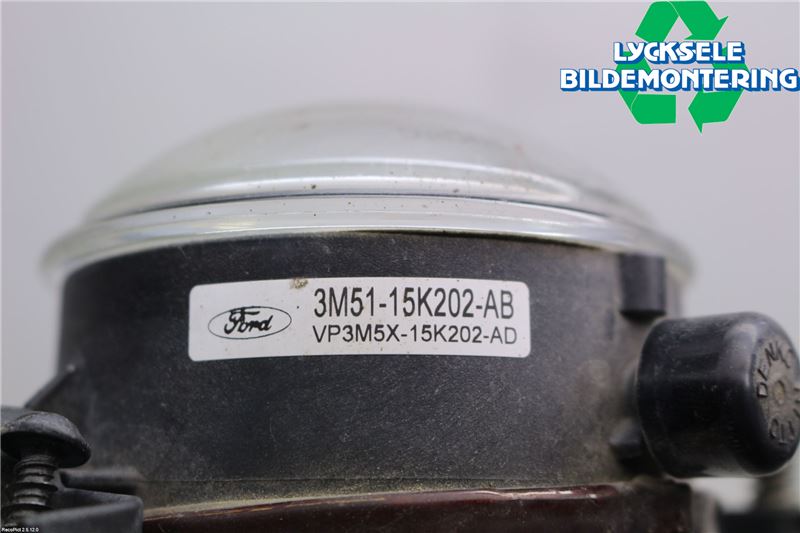 LYCKSELE
BILDEMONTERING
Ford
3M51-15K202-AB
VP3M5X-15K202-AD